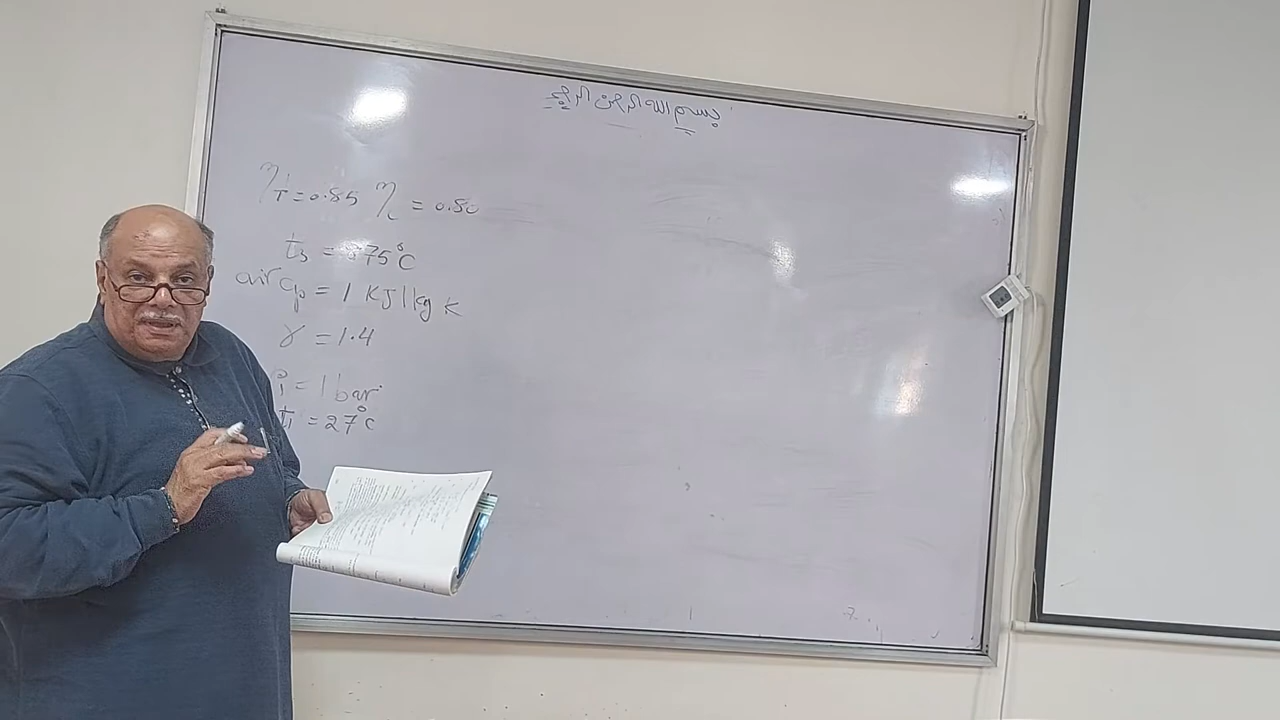 بسم الله الرحمن الرحيم
ηT = 0.85 ηc = 0.80
t3 = 875°C
air cp = 1 KJ/kg K
γ = 1.4
P1 = 1 bar
t1 = 27°C